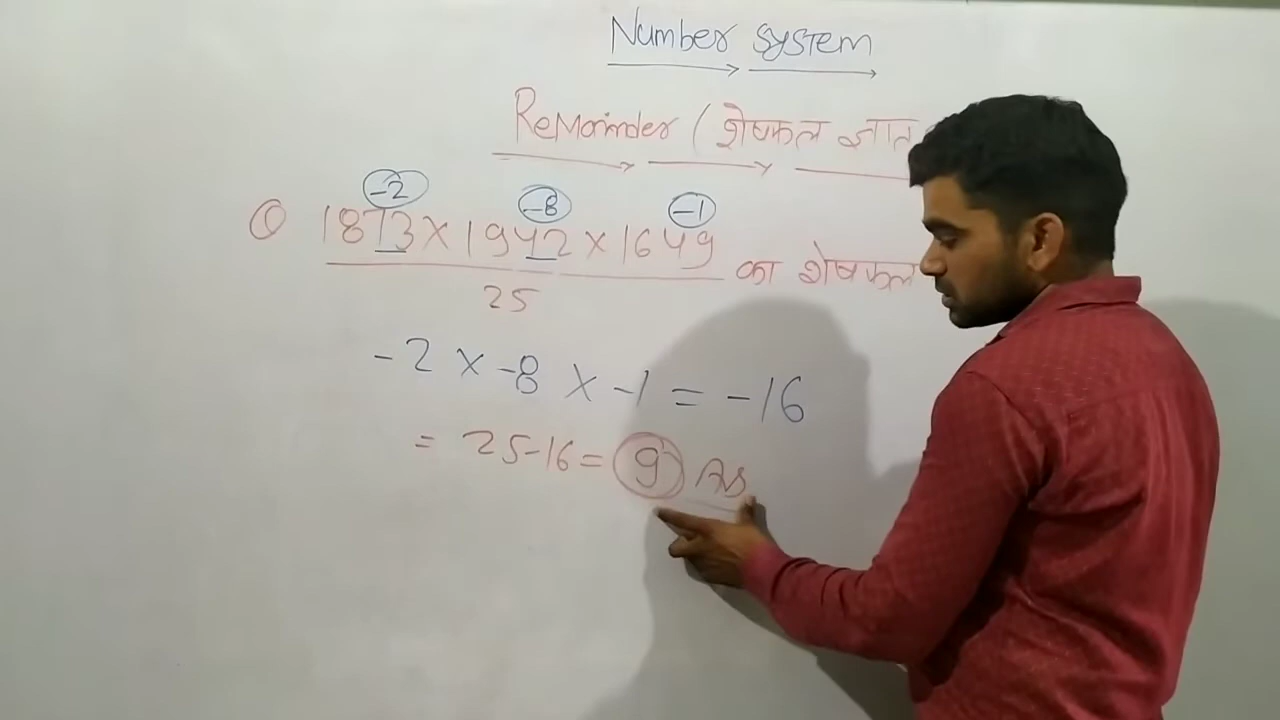 Number system
Remainder (शेषफल ज्ञात
-2 -8 -1
1873 × 1942 × 1649 का शेषफल
25
-2 × -8 × -1 = -16
= 25-16 = 9 Ans